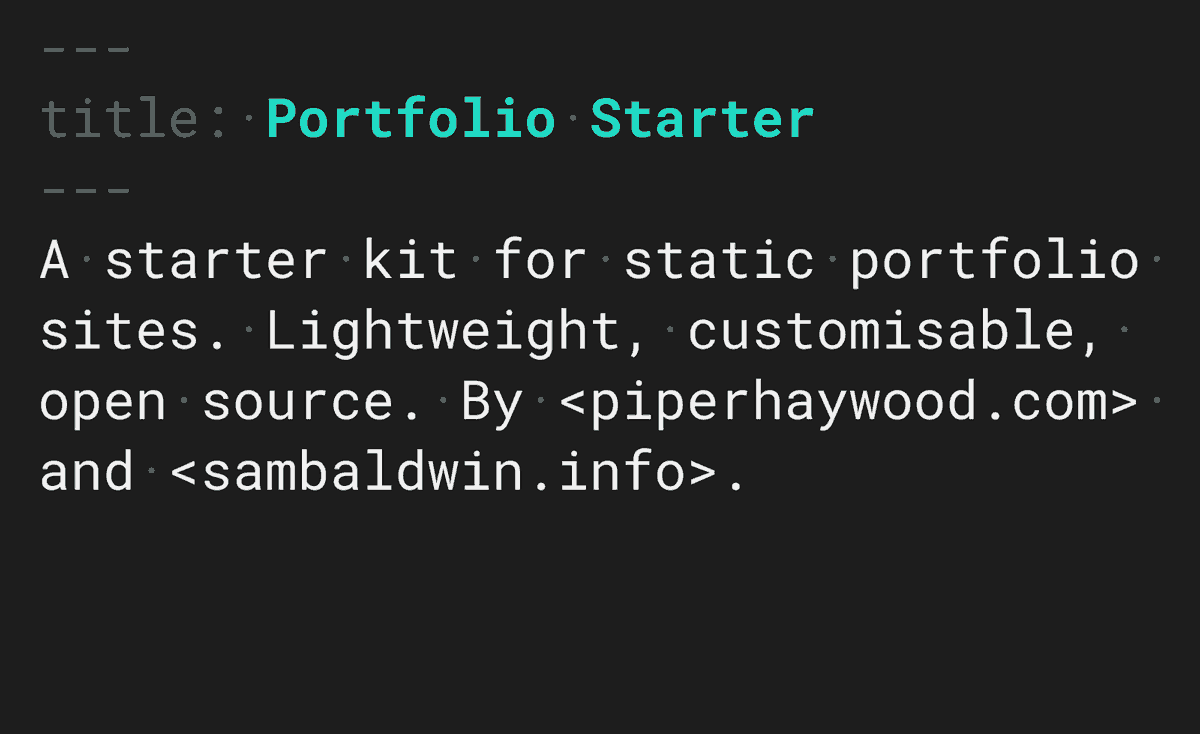 ---
title: Portfolio Starter
---
A starter kit for static portfolio
sites. Lightweight, customisable,
open source. By <piperhaywood.com>
and <sambaldwin.info>.